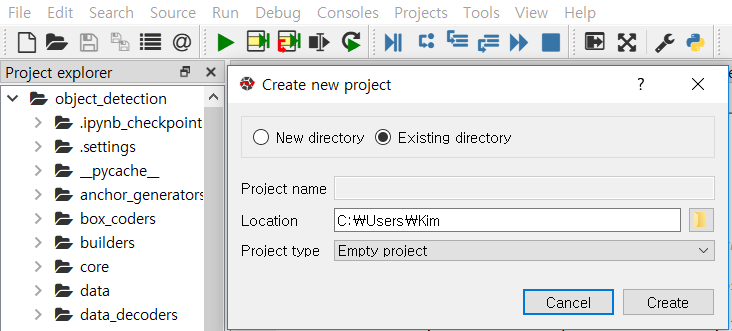 File Edit Search Source Run Debug Consoles Projects Tools View Help
@
Project explorer
object_detection
.ipynb_checkpoint
.settings
__pycache__
anchor_generators
box_coders
builders
core
data
data_decoders
Create new project
?
New directory Existing directory
Project name
Location C:₩Users₩Kim
Project type Empty project
Cancel Create